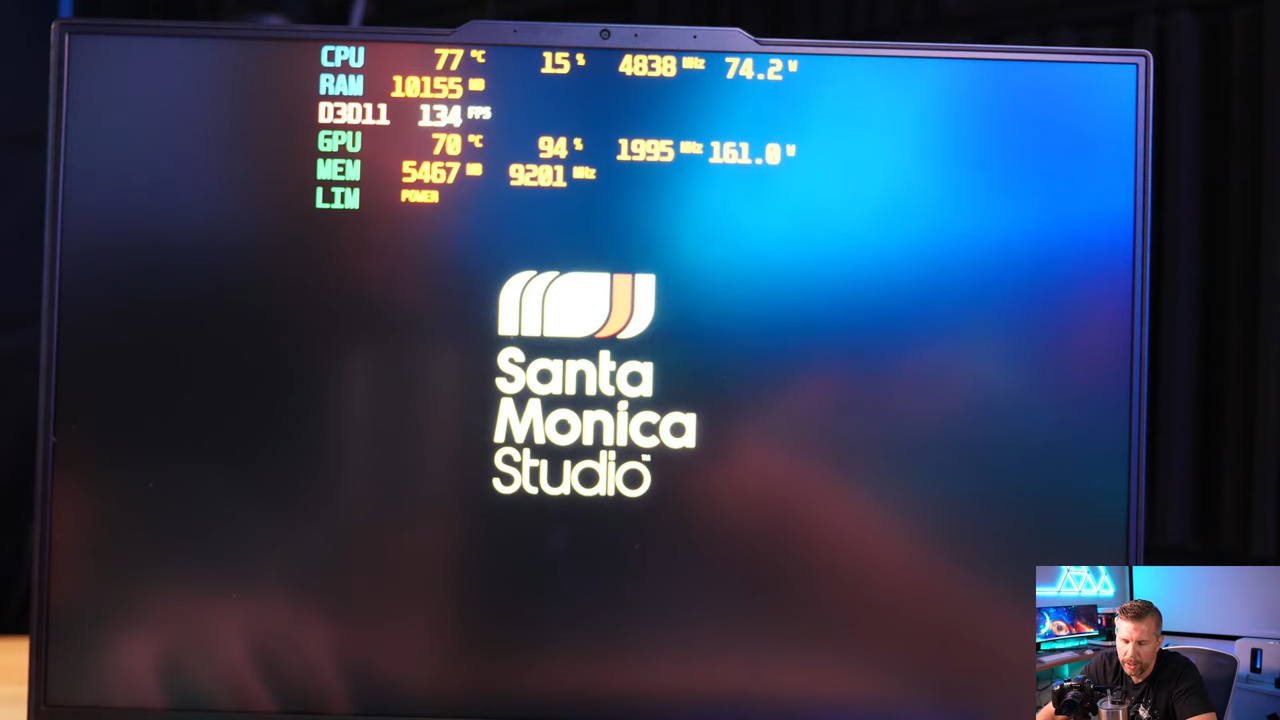 CPU 77 °C 15 % 4838 MHz 74.2 W
RAM 10155 MB
D3D11 134 FPS
GPU 70 °C 94 % 1995 MHz 161.0 W
MEM 5467 MB 9201 MHz
LIM POWER
Santa
Monica
Studio™